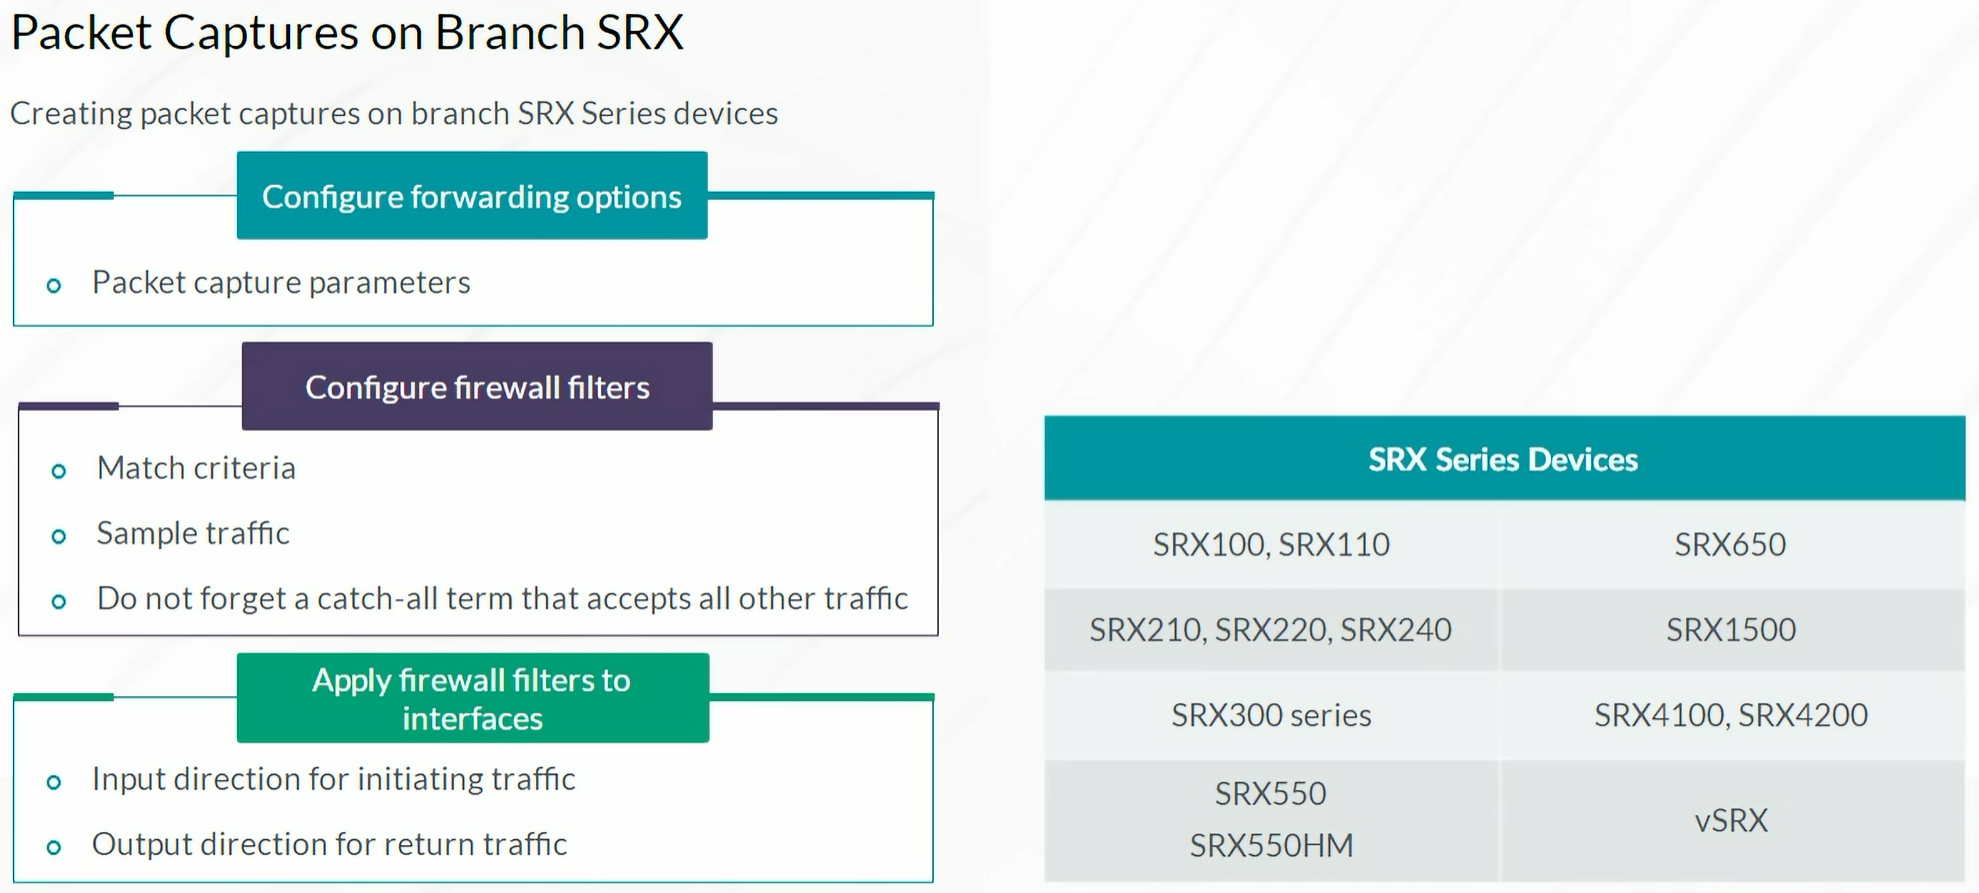 Packet Captures on Branch SRX
Creating packet captures on branch SRX Series devices
Configure forwarding options
Packet capture parameters
Configure firewall filters
Match criteria
Sample traffic
Do not forget a catch-all term that accepts all other traffic
Apply firewall filters to
interfaces
Input direction for initiating traffic
Output direction for return traffic
SRX Series Devices
SRX100, SRX110
SRX650
SRX210, SRX220, SRX240
SRX1500
SRX300 series
SRX4100, SRX4200
SRX550
SRX550HM
vSRX